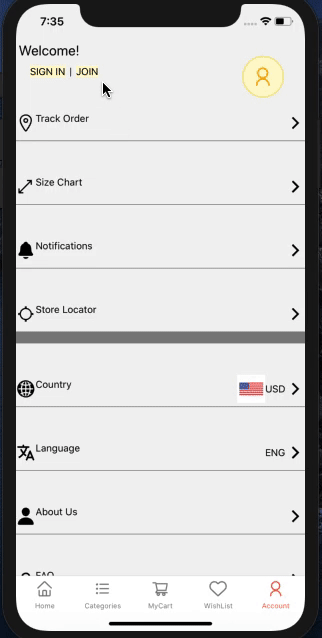 7:35
Welcome!
SIGN IN | JOIN
Track Order
Size Chart
Notifications
Store Locator
Country USD
Language ENG
About Us
FAQ
Home Categories MyCart WishList Account